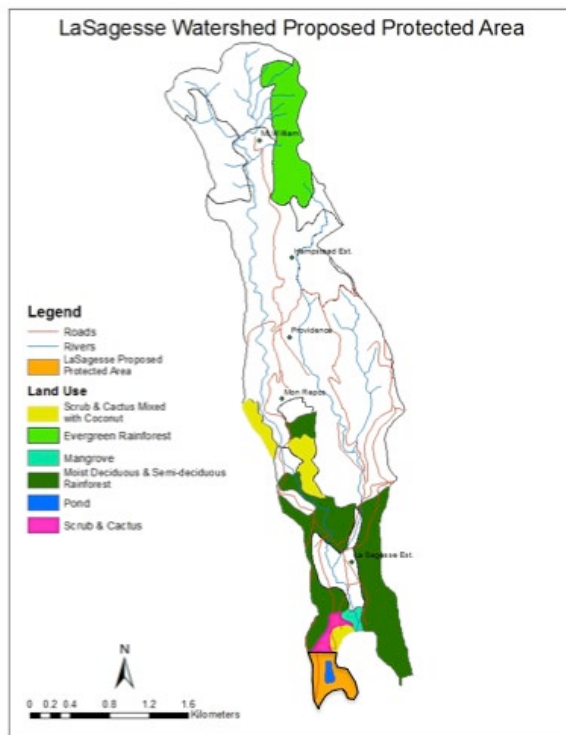 LaSagesse Watershed Proposed Protected Area
Mt.William
Hampstead Est.
Providence
Mon Repos
La Sagesse Est.
Legend
Roads
Rivers
LaSagesse Proposed
Protected Area
Land Use
Scrub & Cactus Mixed
with Coconut
Evergreen Rainforest
Mangrove
Moist Deciduous & Semi-deciduous
Rainforest
Pond
Scrub & Cactus
N
0 0.2 0.4 0.8 1.2 1.6
Kilometers